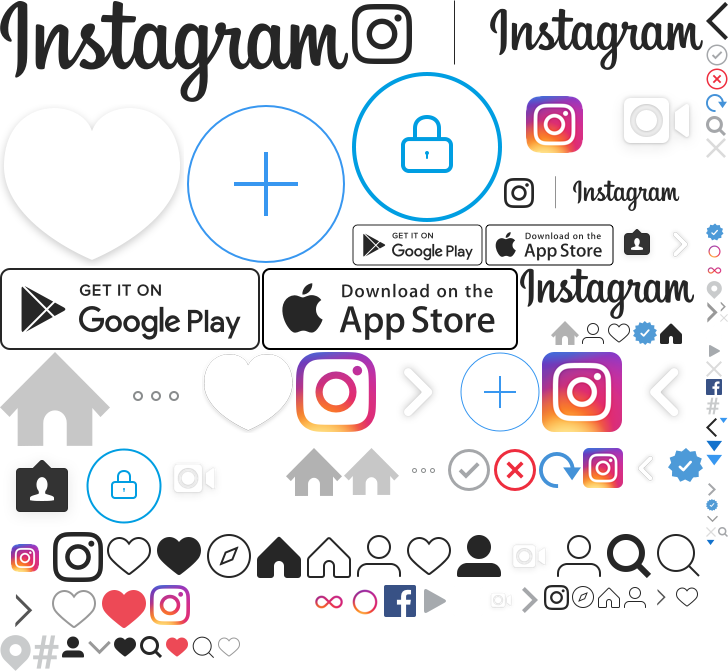 Instagram
Instagram
Instagram
GET IT ON
Google Play
Download on the
App Store
GET IT ON
Google Play
Download on the
App Store
Instagram
#
#